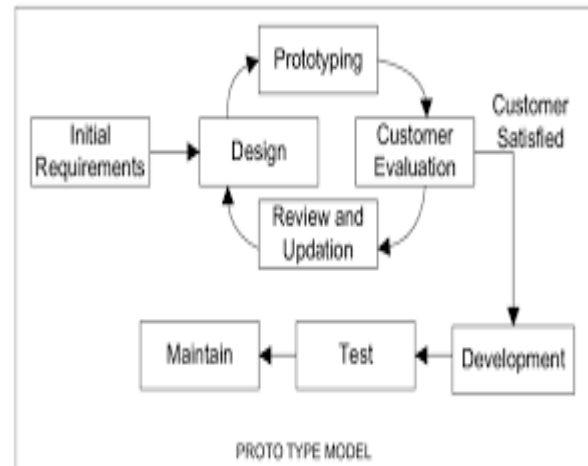 Prototyping
Customer
Satisfied
Initial
Requirements
Design
Customer
Evaluation
Review and
Updation
Maintain
Test
Development
PROTO TYPE MODEL